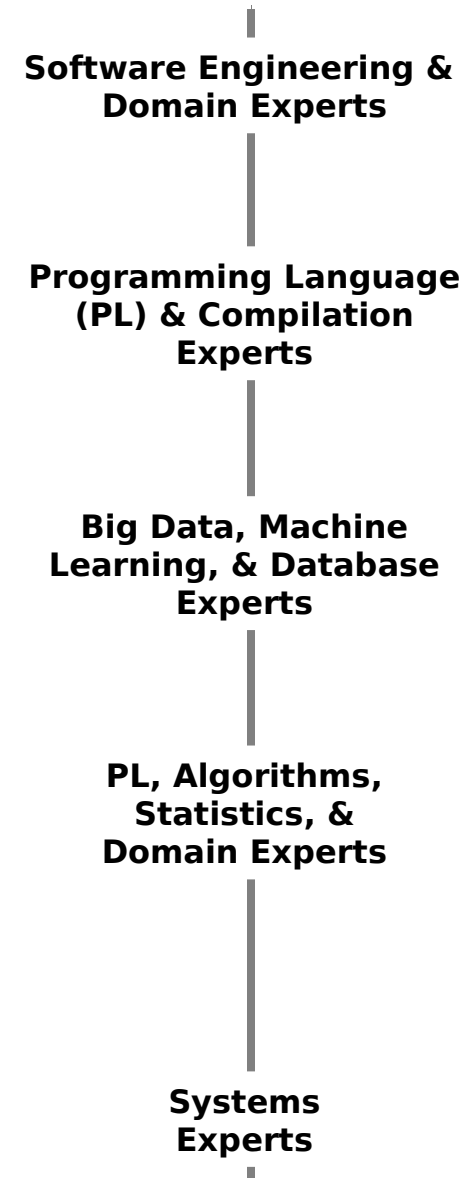 Software Engineering &
Domain Experts
Programming Language
(PL) & Compilation
Experts
Big Data, Machine
Learning, & Database
Experts
PL, Algorithms,
Statistics, &
Domain Experts
Systems
Experts